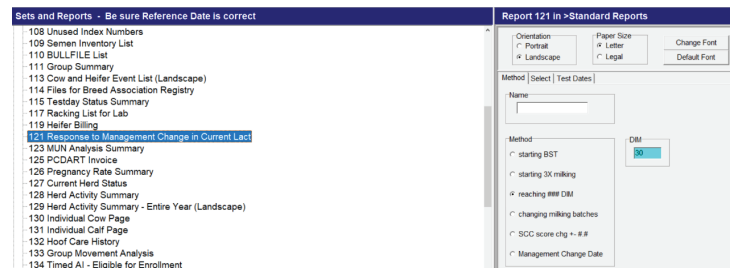 Sets and Reports - Be sure Reference Date is correct
108 Unused Index Numbers
109 Semen Inventory List
110 BULLFILE List
111 Group Summary
113 Cow and Heifer Event List (Landscape)
114 Files for Breed Association Registry
115 Testday Status Summary
117 Racking List for Lab
119 Heifer Billing
121 Response to Management Change in Current Lact
123 MUN Analysis Summary
125 PCDART Invoice
126 Pregnancy Rate Summary
127 Current Herd Status
128 Herd Activity Summary
129 Herd Activity Summary - Entire Year (Landscape)
130 Individual Cow Page
131 Individual Calf Page
132 Hoof Care History
133 Group Movement Analysis
134 Timed AI - Eligible for Enrollment
Report 121 in >Standard Reports
Orientation
Portrait
Landscape
Paper Size
Letter
Legal
Change Font
Default Font
Method Select Test Dates
Name
Method
starting BST
starting 3X milking
reaching ### DIM
changing milking batches
SCC score chg +- #.#
Management Change Date
DIM
30